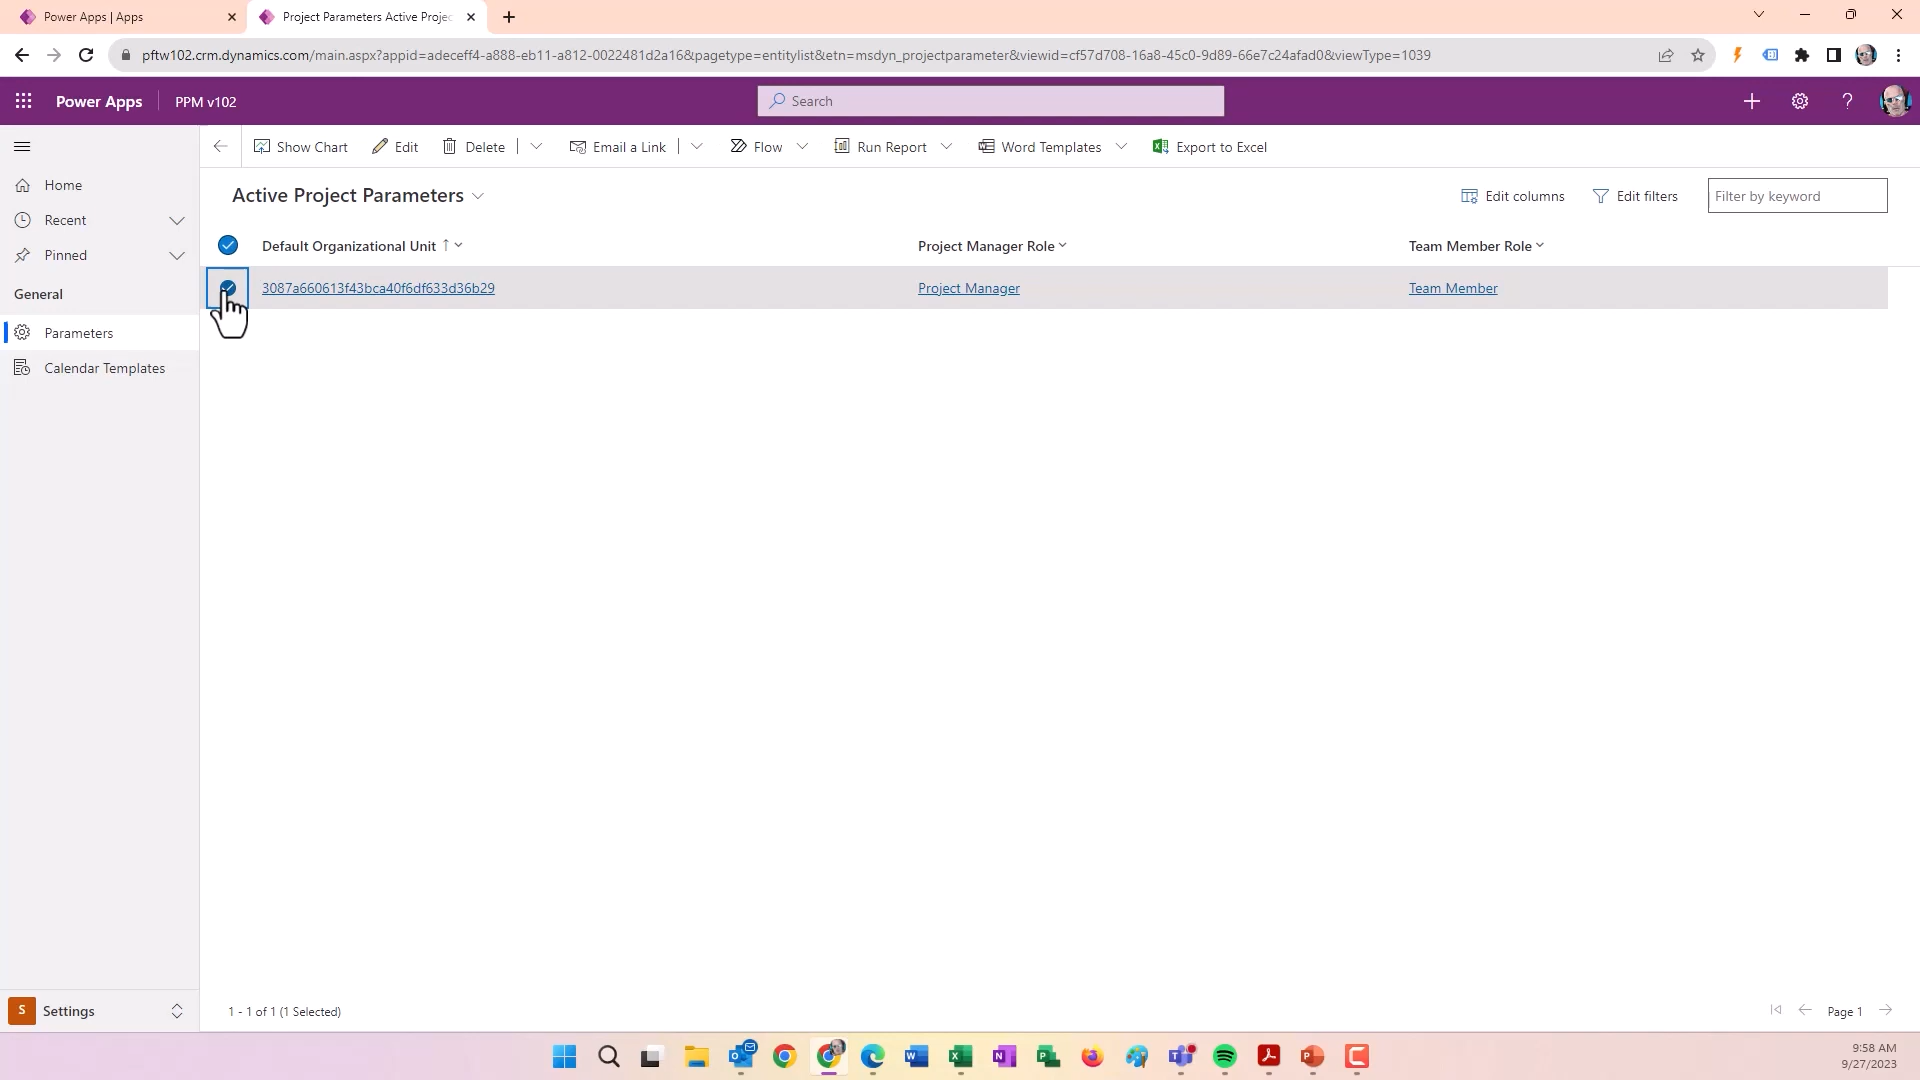 Power Apps | Apps
Project Parameters Active Projec
pftw102.crm.dynamics.com/main.aspx?appid=adeceff4-a888-eb11-a812-0022481d2a16&pagetype=entitylist&etn=msdyn_projectparameter&viewid=cf57d708-16a8-45c0-9d89-66e7c24afad0&viewType=1039
Power Apps
PPM v102
Search
Show Chart
Edit
Delete
Email a Link
Flow
Run Report
Word Templates
Export to Excel
Home
Recent
Pinned
General
Parameters
Calendar Templates
Active Project Parameters
Edit columns
Edit filters
Filter by keyword
Default Organizational Unit
Project Manager Role
Team Member Role
3087a660613f43bca40f6df633d36b29
Project Manager
Team Member
S
Settings
1 - 1 of 1 (1 Selected)
Page 1
9:58 AM
9/27/2023